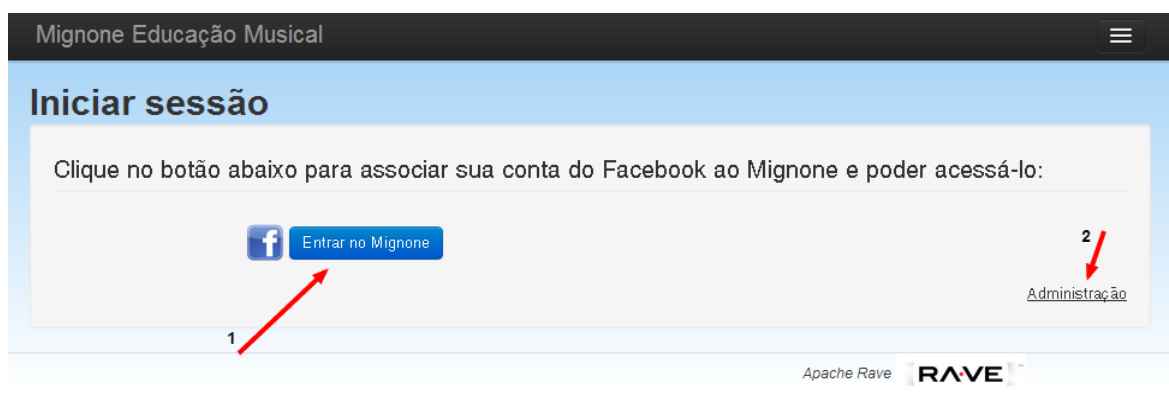 Mignone Educação Musical
Iniciar sessão
Clique no botão abaixo para associar sua conta do Facebook ao Mignone e poder acessá-lo:
f Entrar no Mignone
2
Administração
1
Apache Rave RAVE